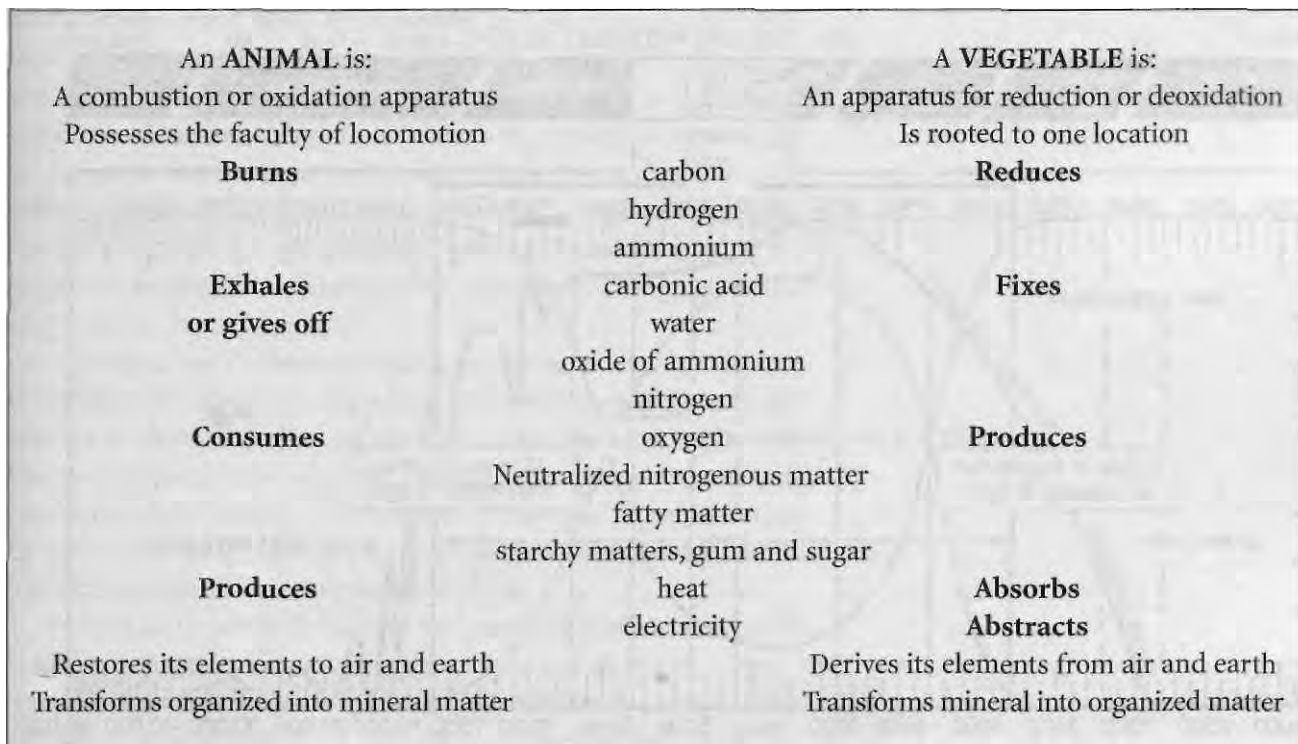 An ANIMAL is: A VEGETABLE is:
A combustion or oxidation apparatus An apparatus for reduction or deoxidation
Possesses the faculty of locomotion Is rooted to one location
Burns carbon Reduces
hydrogen
ammonium
Exhales carbonic acid Fixes
or gives off water
oxide of ammonium
nitrogen
Consumes oxygen Produces
Neutralized nitrogenous matter
fatty matter
starchy matters, gum and sugar
Produces heat Absorbs
electricity Abstracts
Restores its elements to air and earth Derives its elements from air and earth
Transforms organized into mineral matter Transforms mineral into organized matter